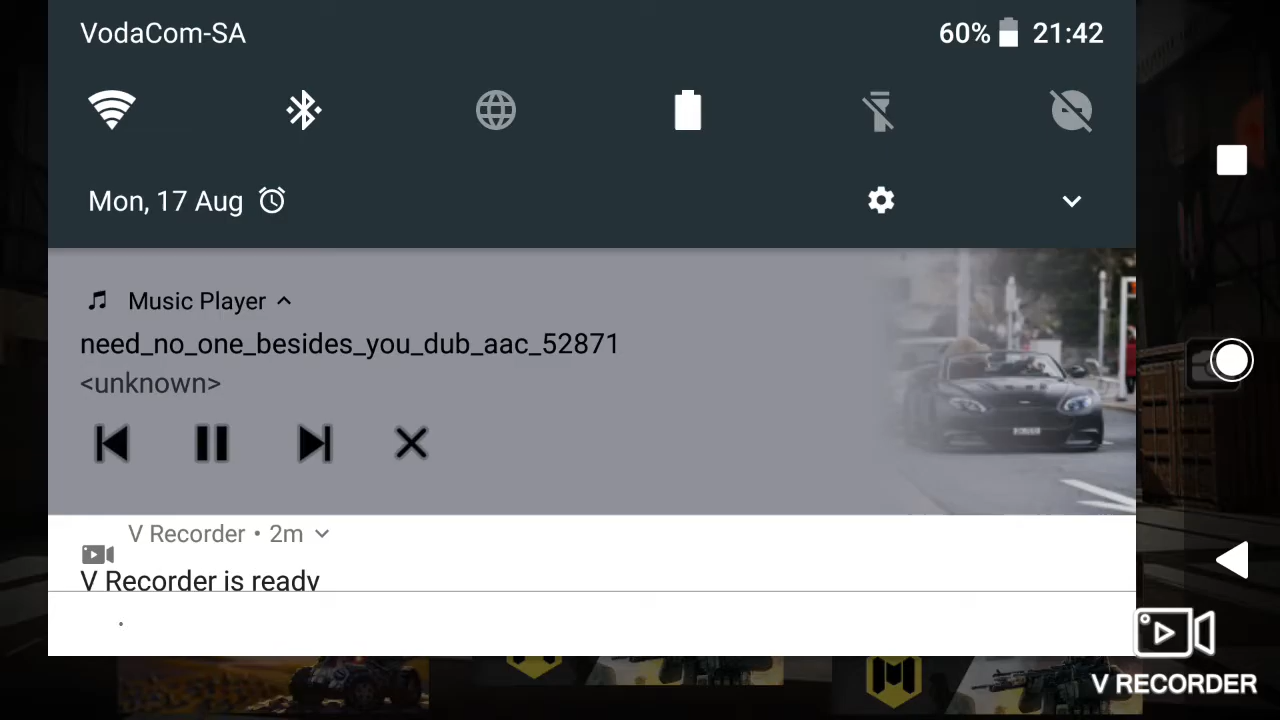 VodaCom-SA
60% 21:42
Mon, 17 Aug
Music Player
need_no_one_besides_you_dub_aac_52871
<unknown>
V Recorder • 2m
V Recorder is ready
V RECORDER